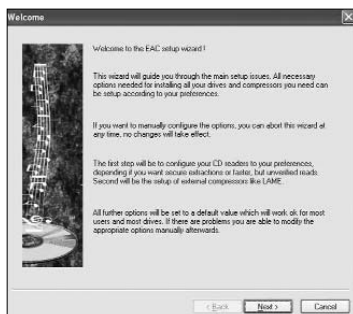 Welcome
Welcome to the EAC setup wizard !
This wizard will guide you through the main setup issues. All necessary
options needed for installing all your drives and compressors you need can
be setup according to your preferences.
If you want to manually configure the options, you can abort this wizard at
any time, no changes will take effect.
The first step will be to configure your CD readers to your preferences,
depending if you want secure extractions or faster, but unverified reads.
Second will be the setup of external compressors like LAME.
All further options will be set to a default value which will work ok for most
users and most drives. If there are problems you are able to modify the
appropriate options manually afterwards.
< Back Next > Cancel